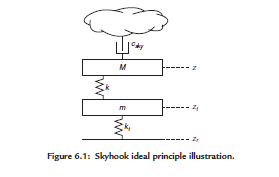 c_sky
M
z
k
m
z_t
k_t
z_r
Figure 6.1: Skyhook ideal principle illustration.